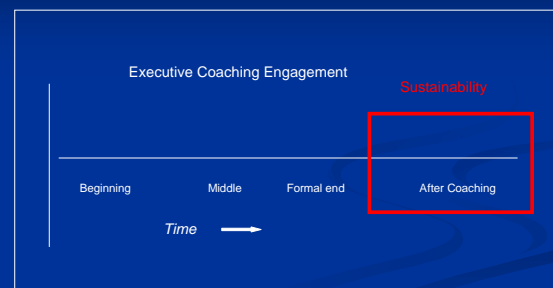 Executive Coaching Engagement
Sustainability
Beginning Middle Formal end After Coaching
Time